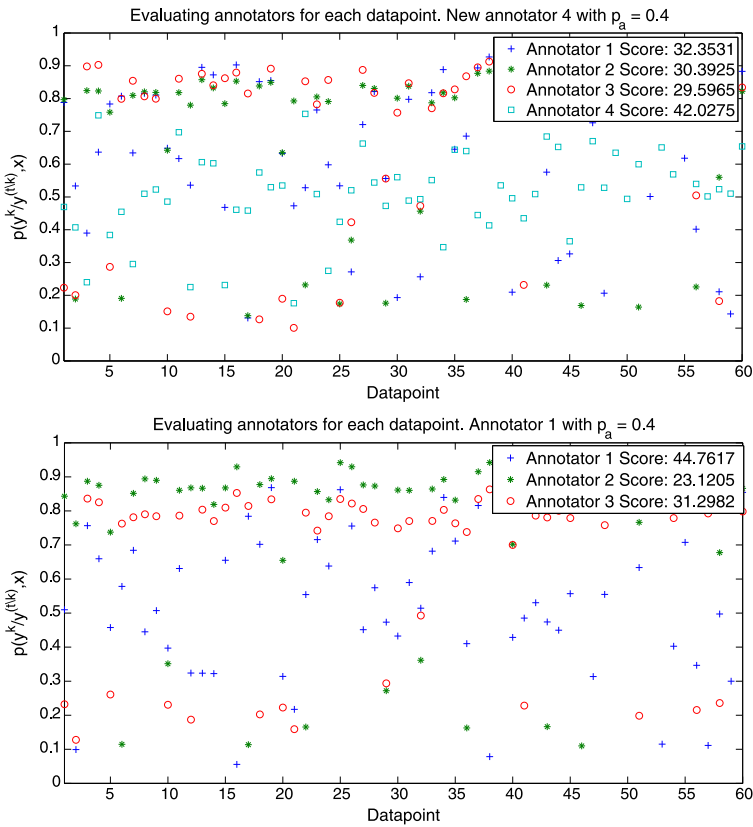 Evaluating annotators for each datapoint. New annotator 4 with p_a = 0.4
Annotator 1 Score: 32.3531
Annotator 2 Score: 30.3925
Annotator 3 Score: 29.5965
Annotator 4 Score: 42.0275
1
0.9
0.8
0.7
0.6
0.5
0.4
0.3
0.2
0.1
0
p(y^k/y^(t\k),x)
5 10 15 20 25 30 35 40 45 50 55 60
Datapoint
Evaluating annotators for each datapoint. Annotator 1 with p_a = 0.4
Annotator 1 Score: 44.7617
Annotator 2 Score: 23.1205
Annotator 3 Score: 31.2982
1
0.9
0.8
0.7
0.6
0.5
0.4
0.3
0.2
0.1
0
p(y^k/y^(t\k),x)
5 10 15 20 25 30 35 40 45 50 55 60
Datapoint